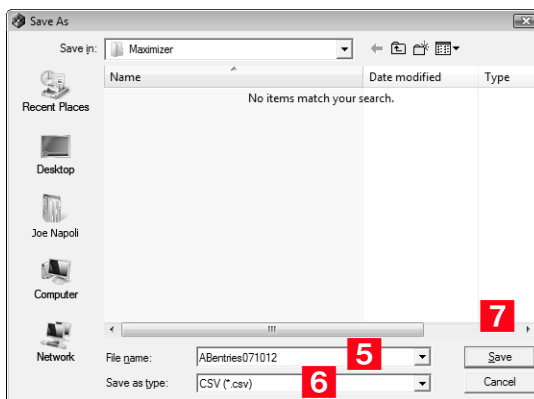 Save As
Save in: Maximizer
Name Date modified Type
No items match your search.
Recent Places
Desktop
Joe Napoli
Computer
Network
7
File name: ABentries071012 5 Save
Save as type: CSV (*.csv) 6 Cancel